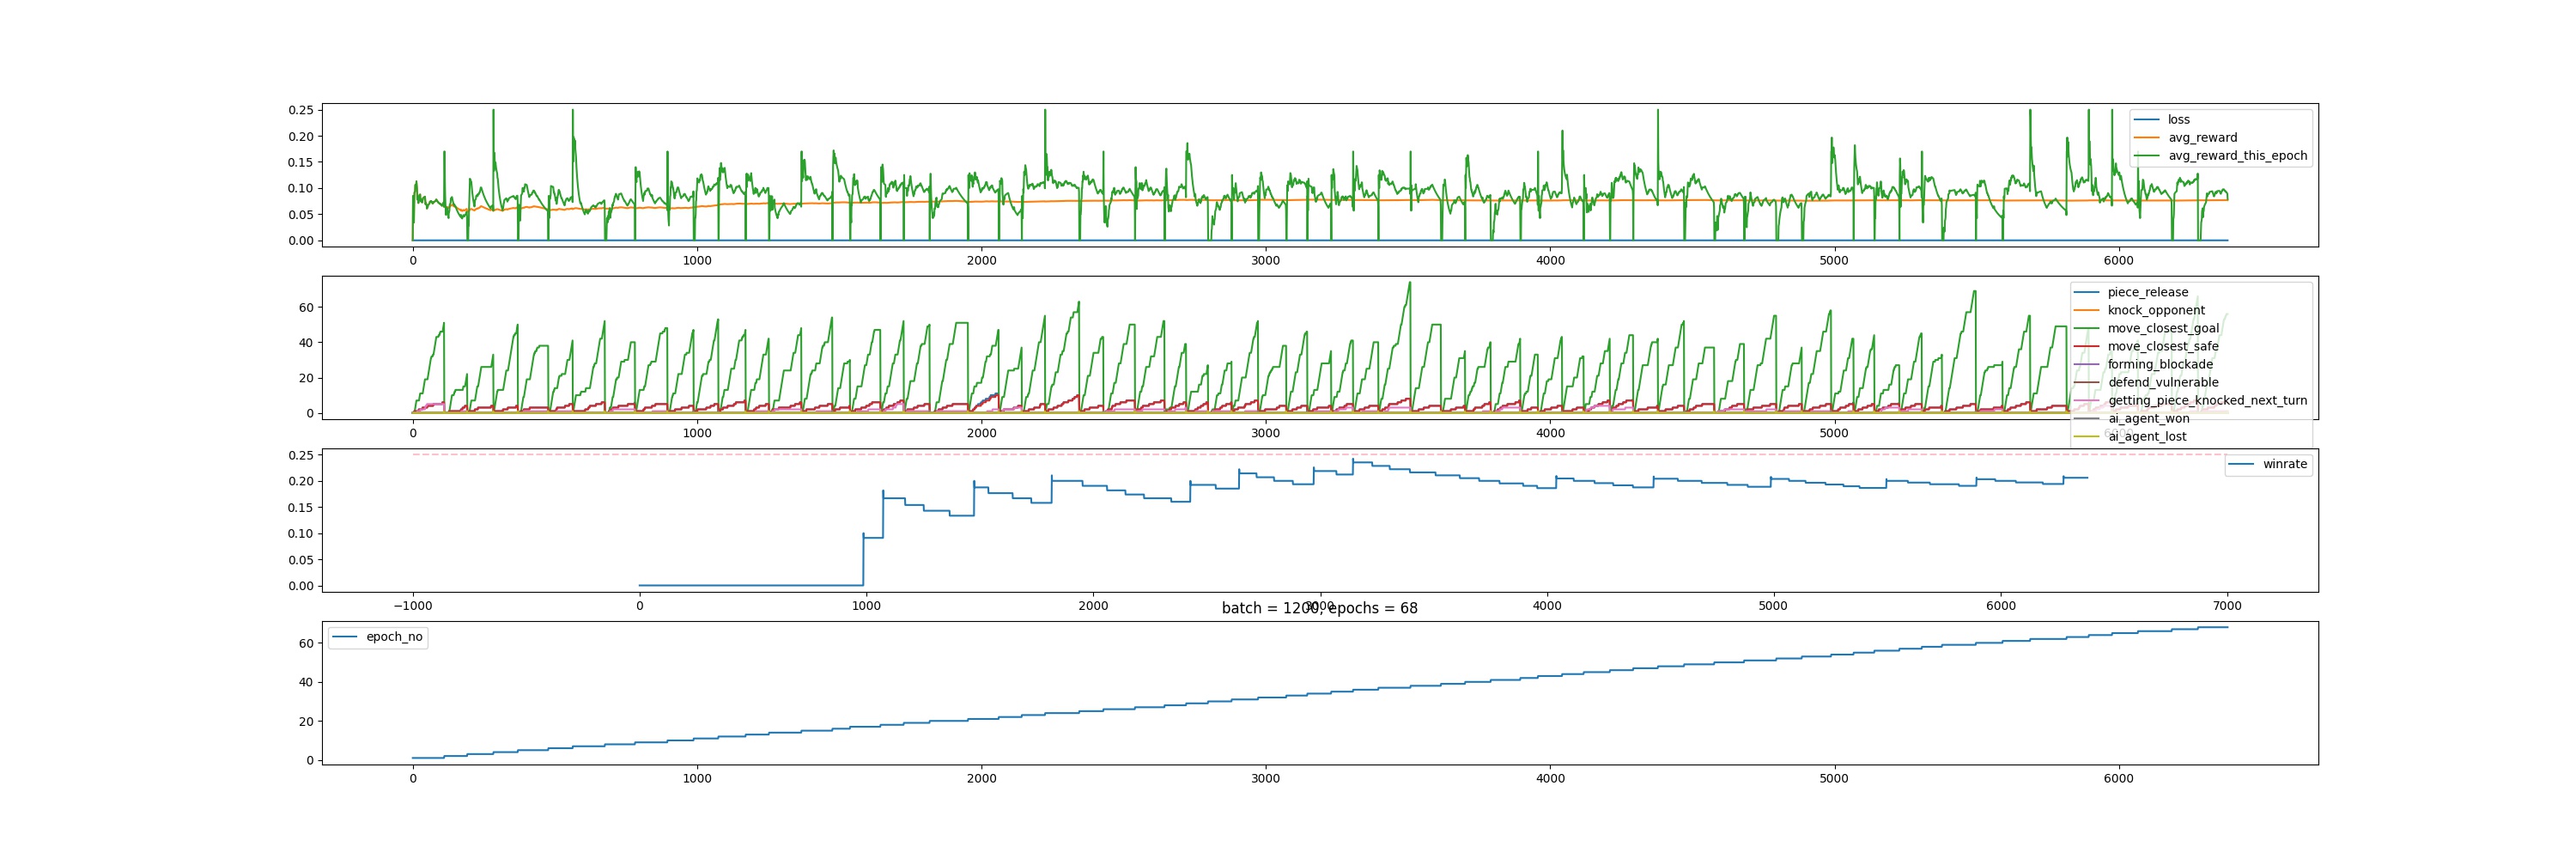 0.25
0.20
0.15
0.10
0.05
0.00
loss
avg_reward
avg_reward_this_epoch
0 1000 2000 3000 4000 5000 6000
60
40
20
0
piece_release
knock_opponent
move_closest_goal
move_closest_safe
forming_blockade
defend_vulnerable
getting_piece_knocked_next_turn
ai_agent_won
ai_agent_lost
0 1000 2000 3000 4000 5000 6000
0.25
0.20
0.15
0.10
0.05
0.00
winrate
−1000 0 1000 2000 3000 4000 5000 6000 7000
batch = 1200, epochs = 68
60
40
20
0
epoch_no
0 1000 2000 3000 4000 5000 6000